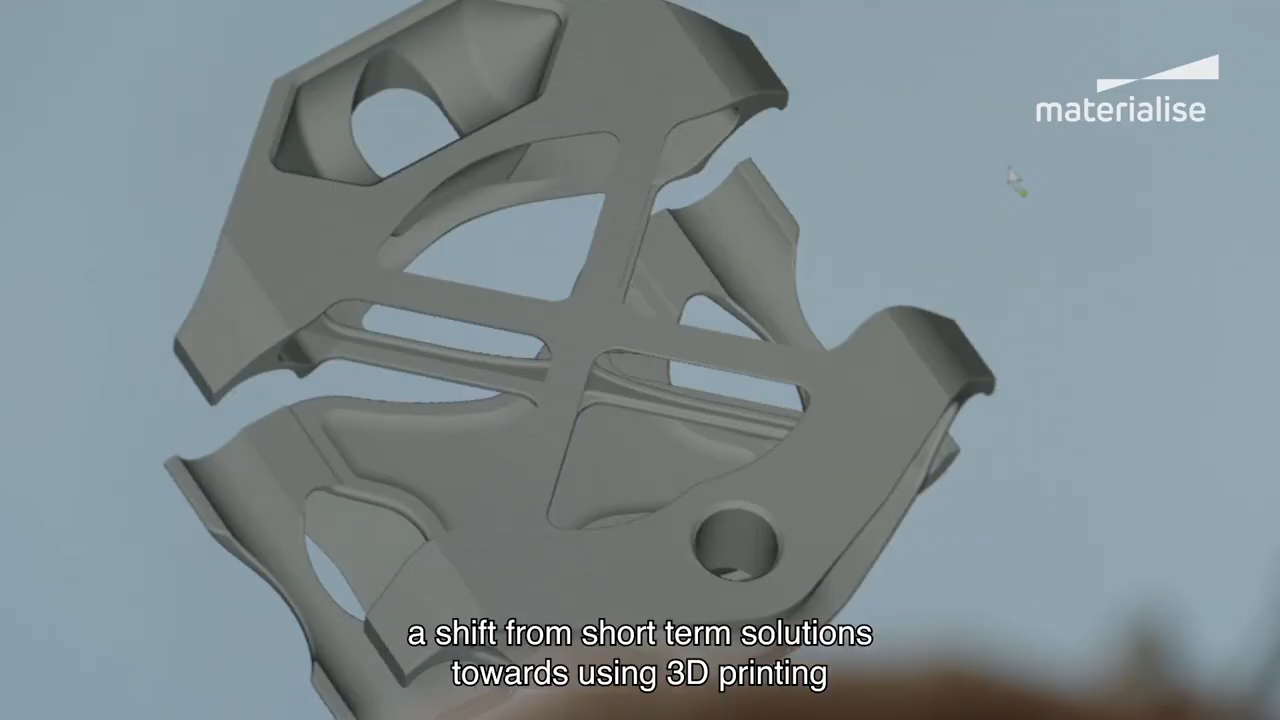 materialise
a shift from short term solutions
towards using 3D printing